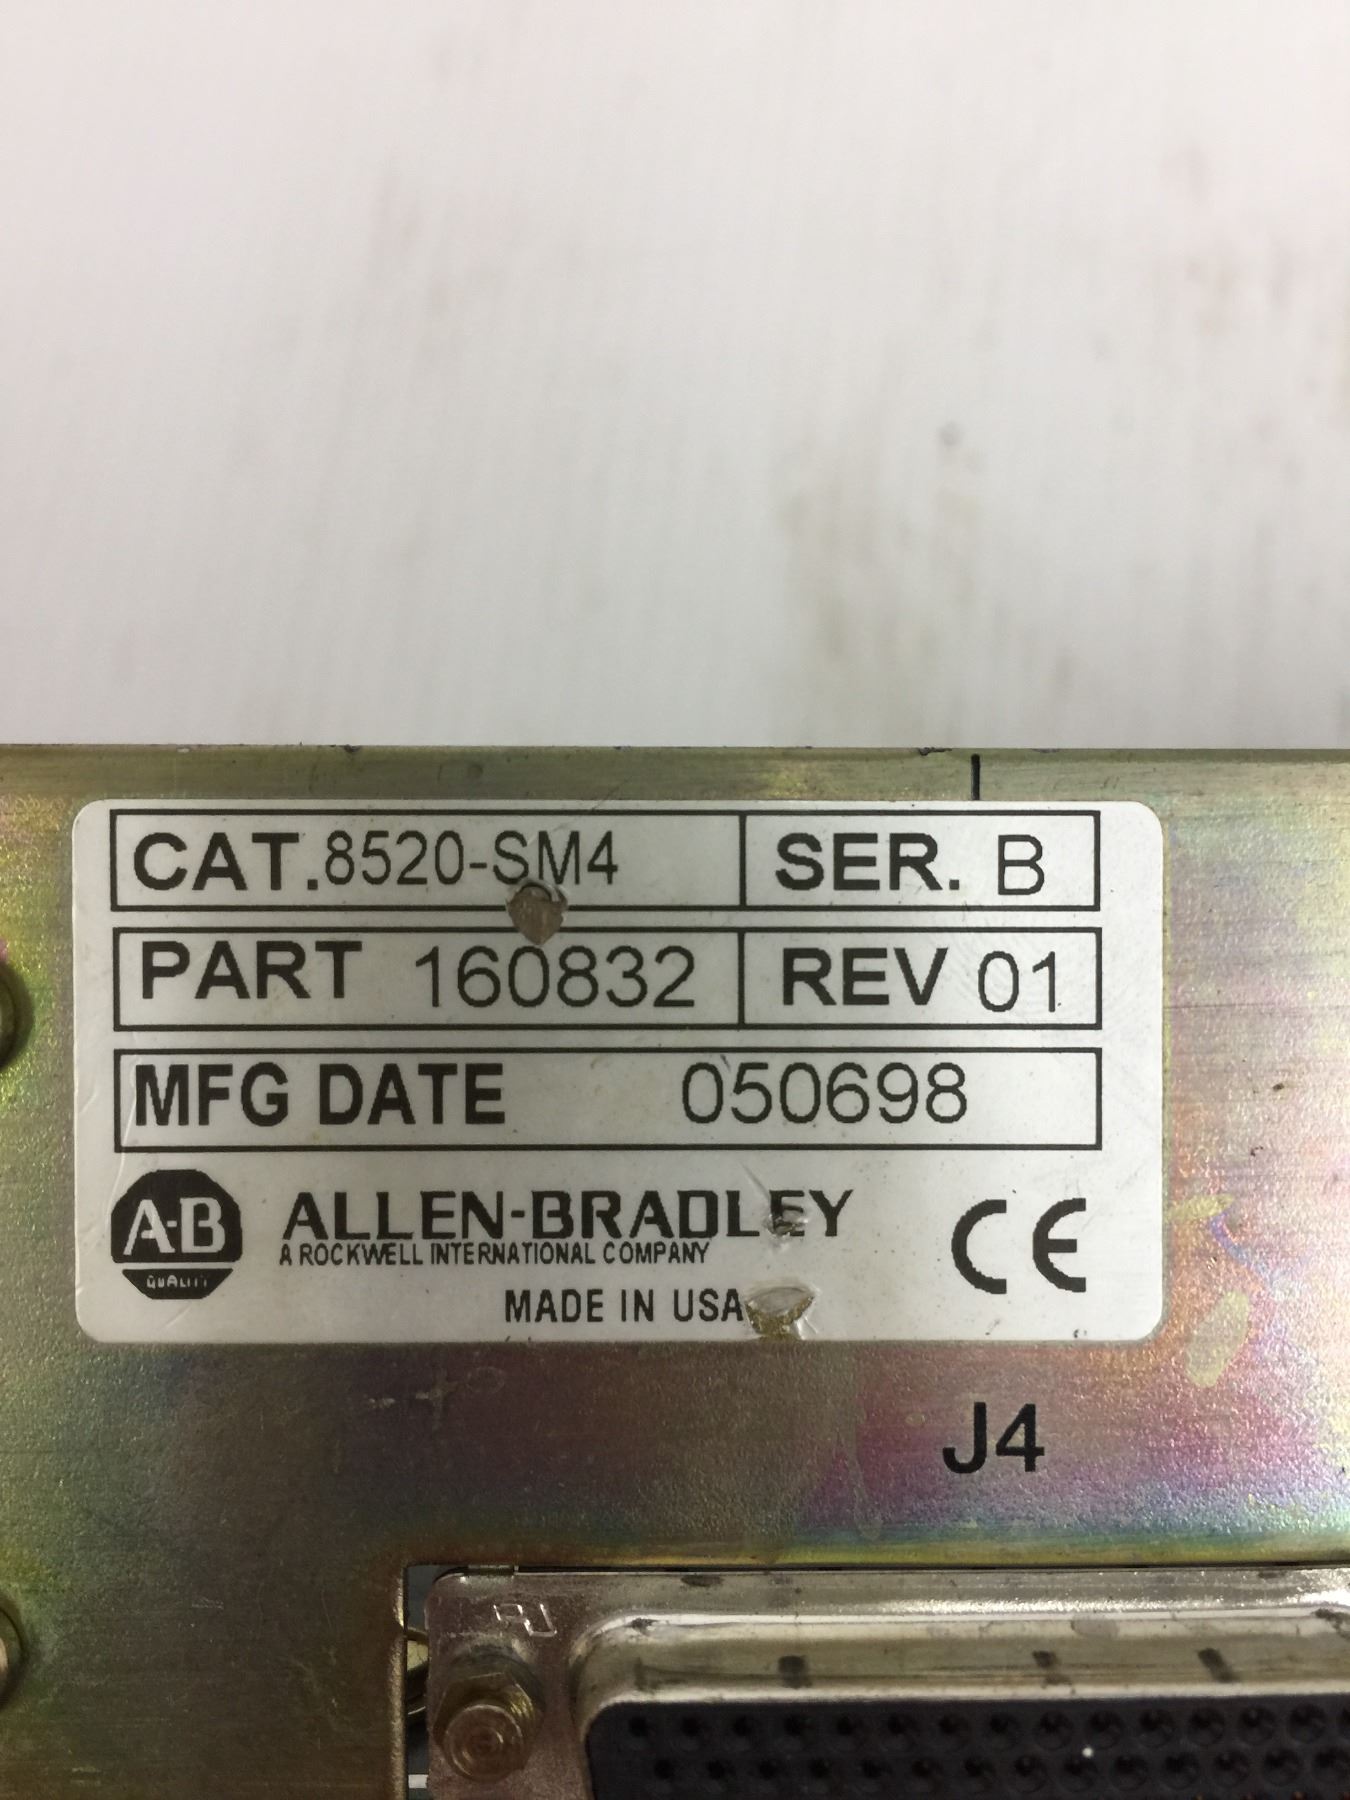 CAT. 8520-SM4 SER. B
PART 160832 REV 01
MFG DATE 050698
A-B
QUALITY
ALLEN-BRADLEY
A ROCKWELL INTERNATIONAL COMPANY
CE
MADE IN USA
J4